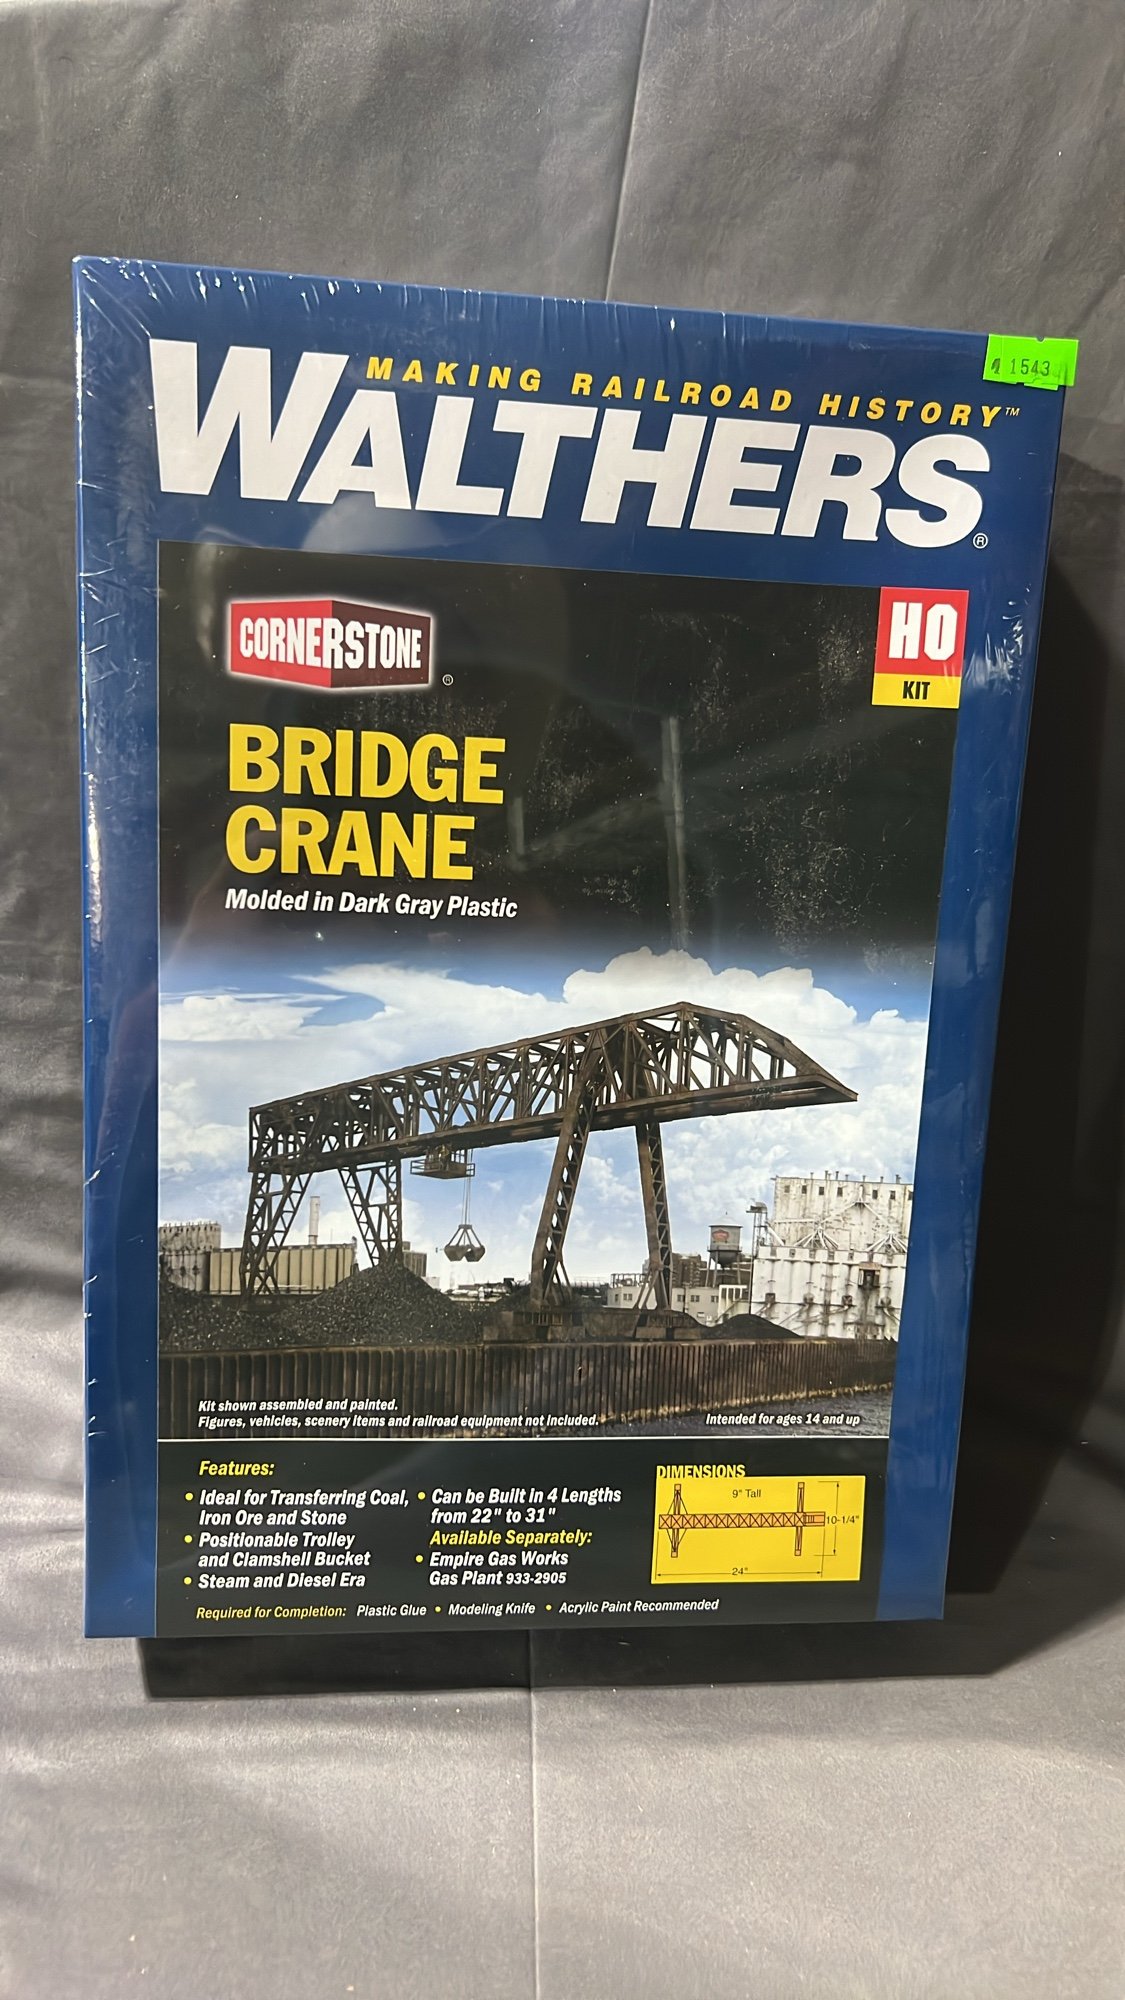 1543
MAKING RAILROAD HISTORY™
WALTHERS®
CORNERSTONE®
HO
KIT
BRIDGE
CRANE
Molded in Dark Gray Plastic
Kit shown assembled and painted.
Figures, vehicles, scenery items and railroad equipment not included.
Intended for ages 14 and up
Features:
• Ideal for Transferring Coal,
Iron Ore and Stone
• Positionable Trolley
and Clamshell Bucket
• Steam and Diesel Era
• Can be Built in 4 Lengths
from 22" to 31"
Available Separately:
• Empire Gas Works
Gas Plant 933-2905
DIMENSIONS
9" Tall
10-1/4"
24"
Required for Completion: Plastic Glue • Modeling Knife • Acrylic Paint Recommended